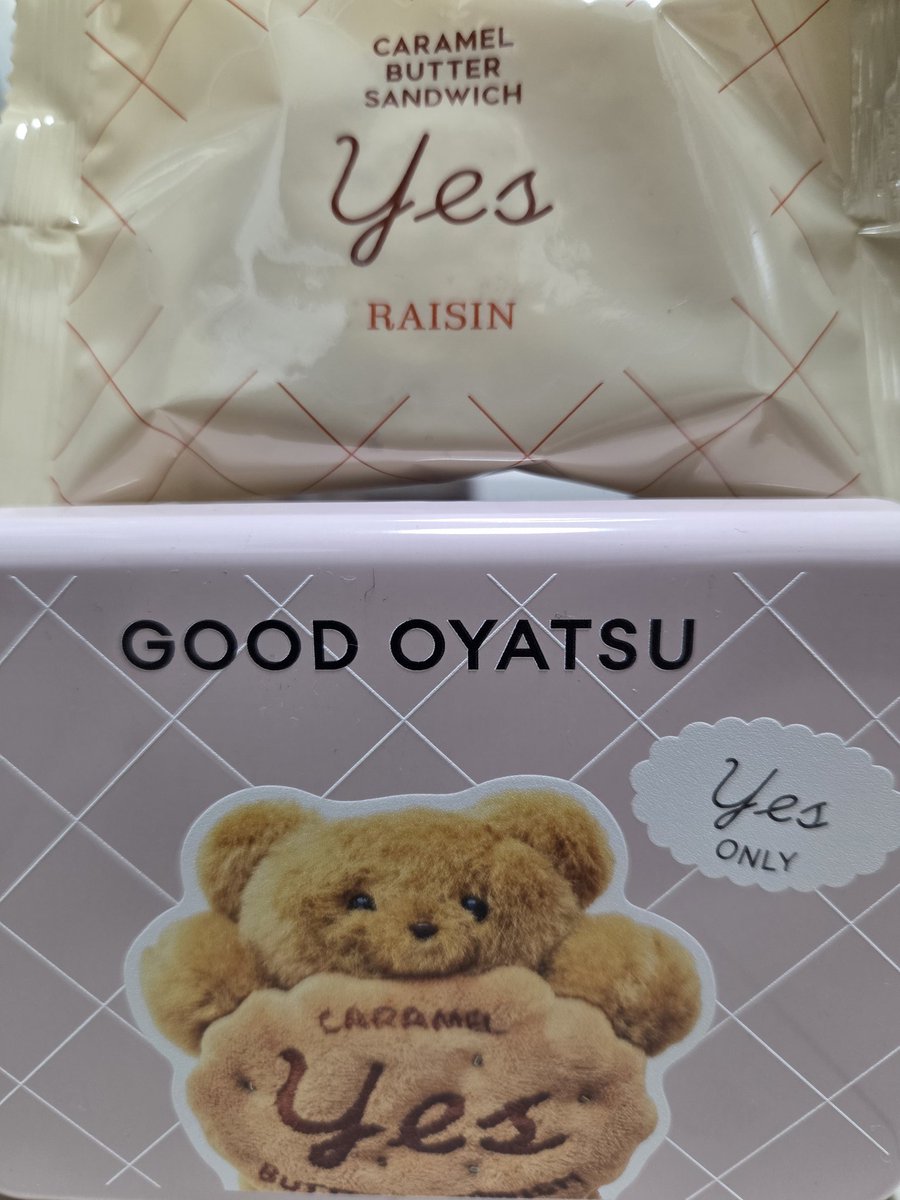 CARAMEL
BUTTER
SANDWICH
yes
RAISIN
GOOD OYATSU
yes
ONLY
CARAMEL
yes